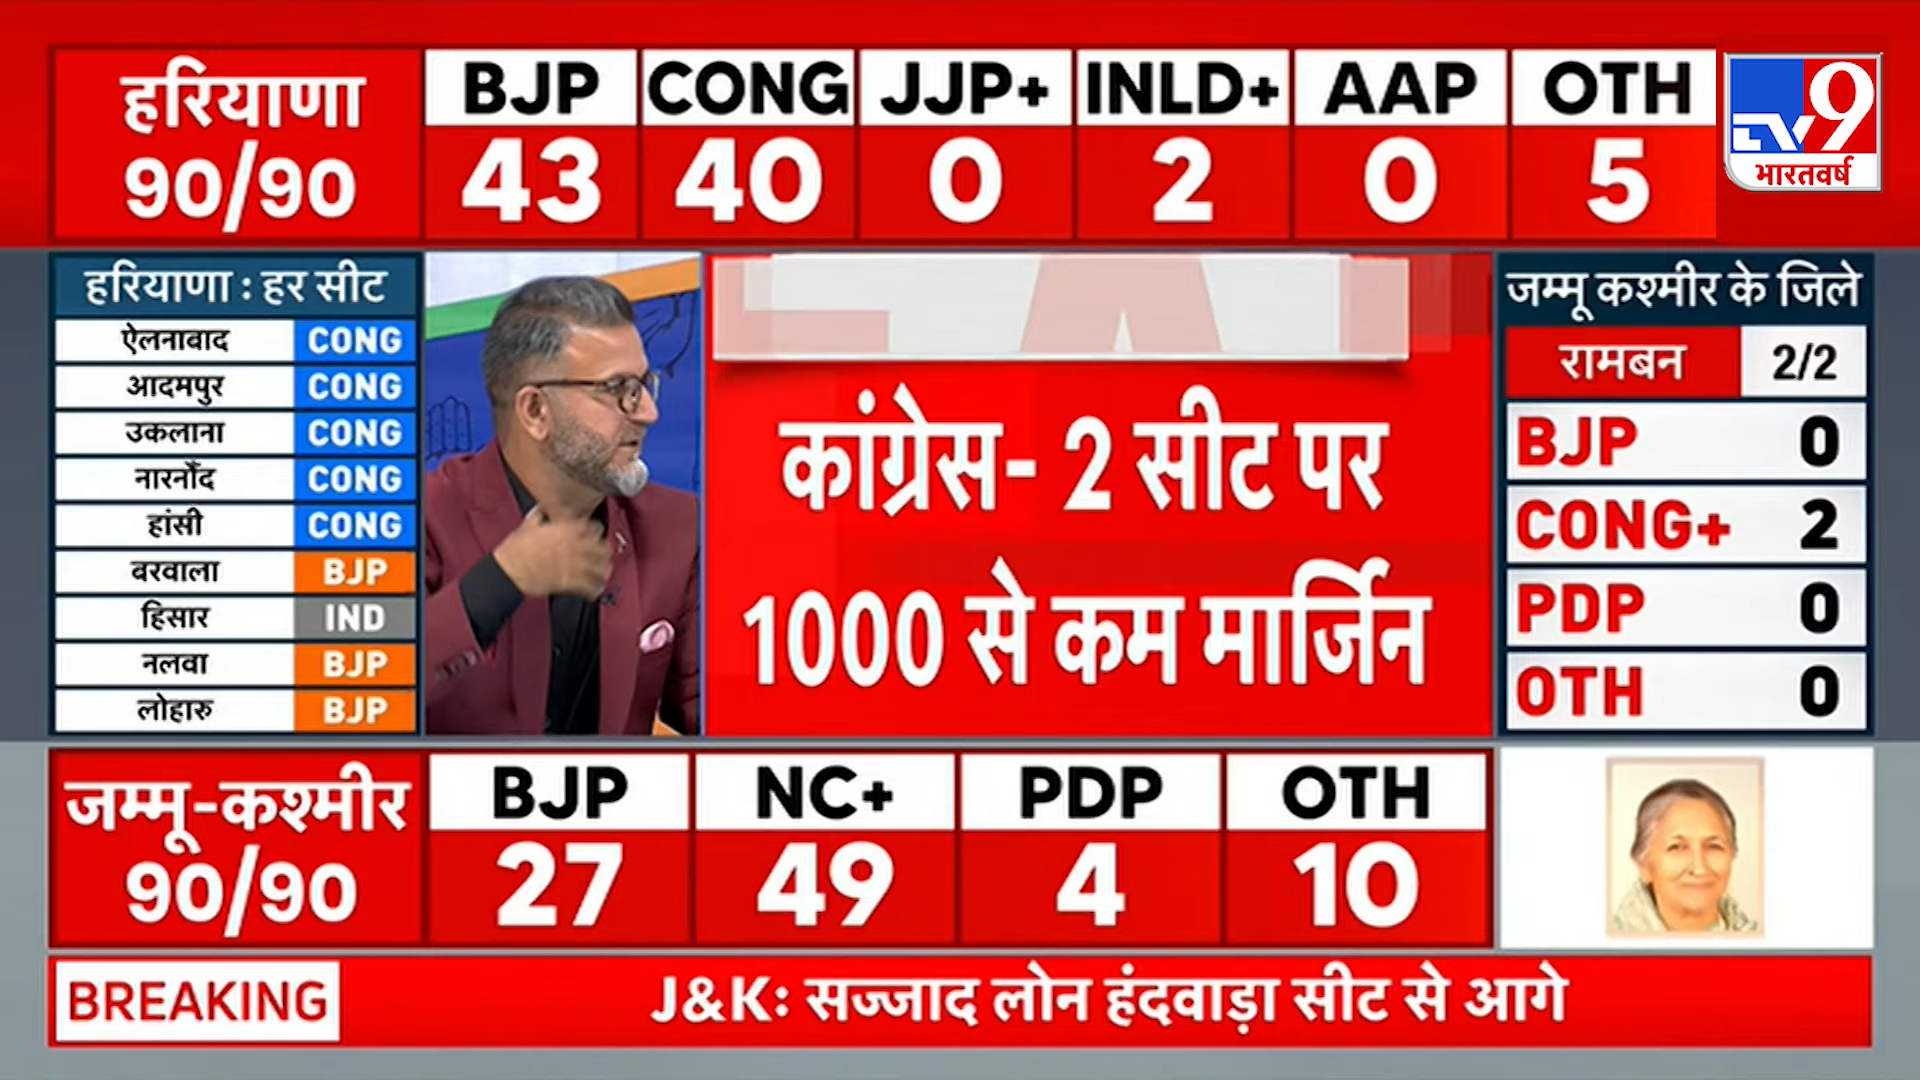 हरियाणा
90/90
BJP CONG JJP+ INLD+ AAP OTH
43 40 0 2 0 5
TV9
भारतवर्ष
हरियाणा : हर सीट
ऐलनाबाद CONG
आदमपुर CONG
उकलाना CONG
नारनौंद CONG
हांसी CONG
बरवाला BJP
हिसार IND
नलवा BJP
लोहारु BJP
कांग्रेस- 2 सीट पर
1000 से कम मार्जिन
जम्मू कश्मीर के जिले
रामबन 2/2
BJP 0
CONG+ 2
PDP 0
OTH 0
जम्मू-कश्मीर
90/90
BJP NC+ PDP OTH
27 49 4 10
BREAKING
J&K: सज्जाद लोन हंदवाड़ा सीट से आगे